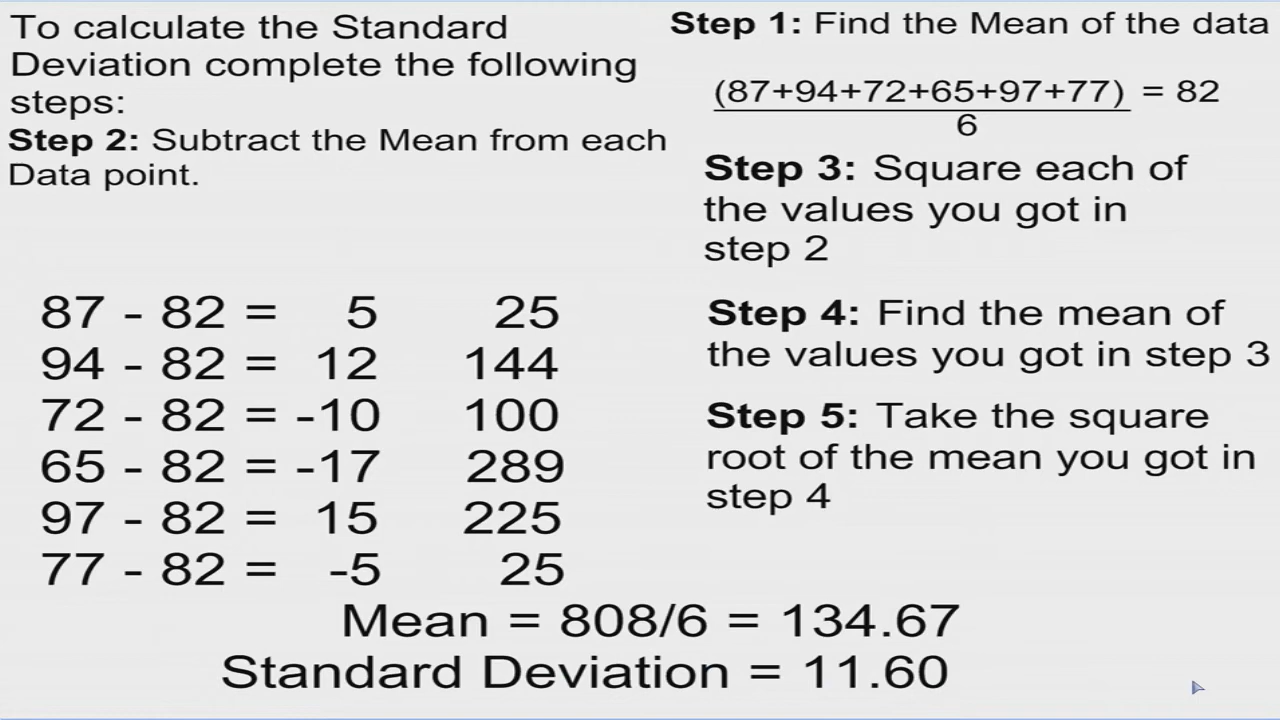 To calculate the Standard
Deviation complete the following
steps:
Step 1: Find the Mean of the data
(87+94+72+65+97+77) = 82
6
Step 2: Subtract the Mean from each
Data point.
Step 3: Square each of
the values you got in
step 2
Step 4: Find the mean of
the values you got in step 3
Step 5: Take the square
root of the mean you got in
step 4
87 - 82 = 5 25
94 - 82 = 12 144
72 - 82 = -10 100
65 - 82 = -17 289
97 - 82 = 15 225
77 - 82 = -5 25
Mean = 808/6 = 134.67
Standard Deviation = 11.60